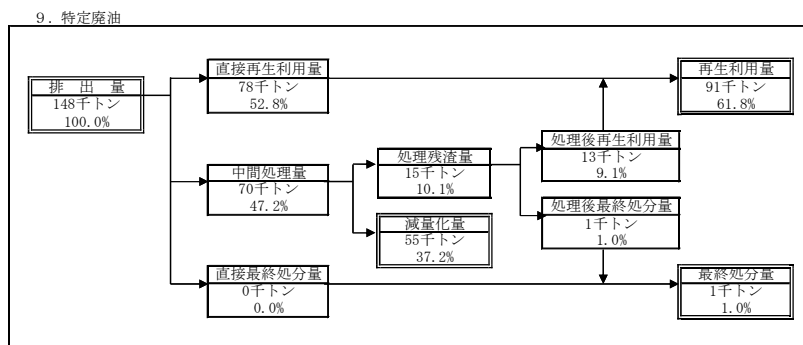 9．特定廃油
排　出　量
148千トン
100.0%
直接再生利用量
78千トン
52.8%
中間処理量
70千トン
47.2%
直接最終処分量
0千トン
0.0%
処理残渣量
15千トン
10.1%
減量化量
55千トン
37.2%
処理後再生利用量
13千トン
9.1%
処理後最終処分量
1千トン
1.0%
再生利用量
91千トン
61.8%
最終処分量
1千トン
1.0%